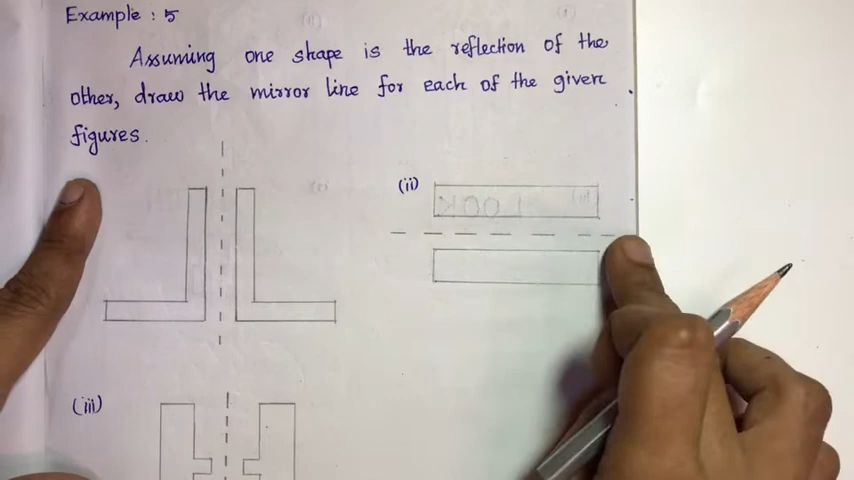 Example : 5
Assuming one shape is the reflection of the
other, draw the mirror line for each of the given
figures.
(ii)
LOOK
(iii)